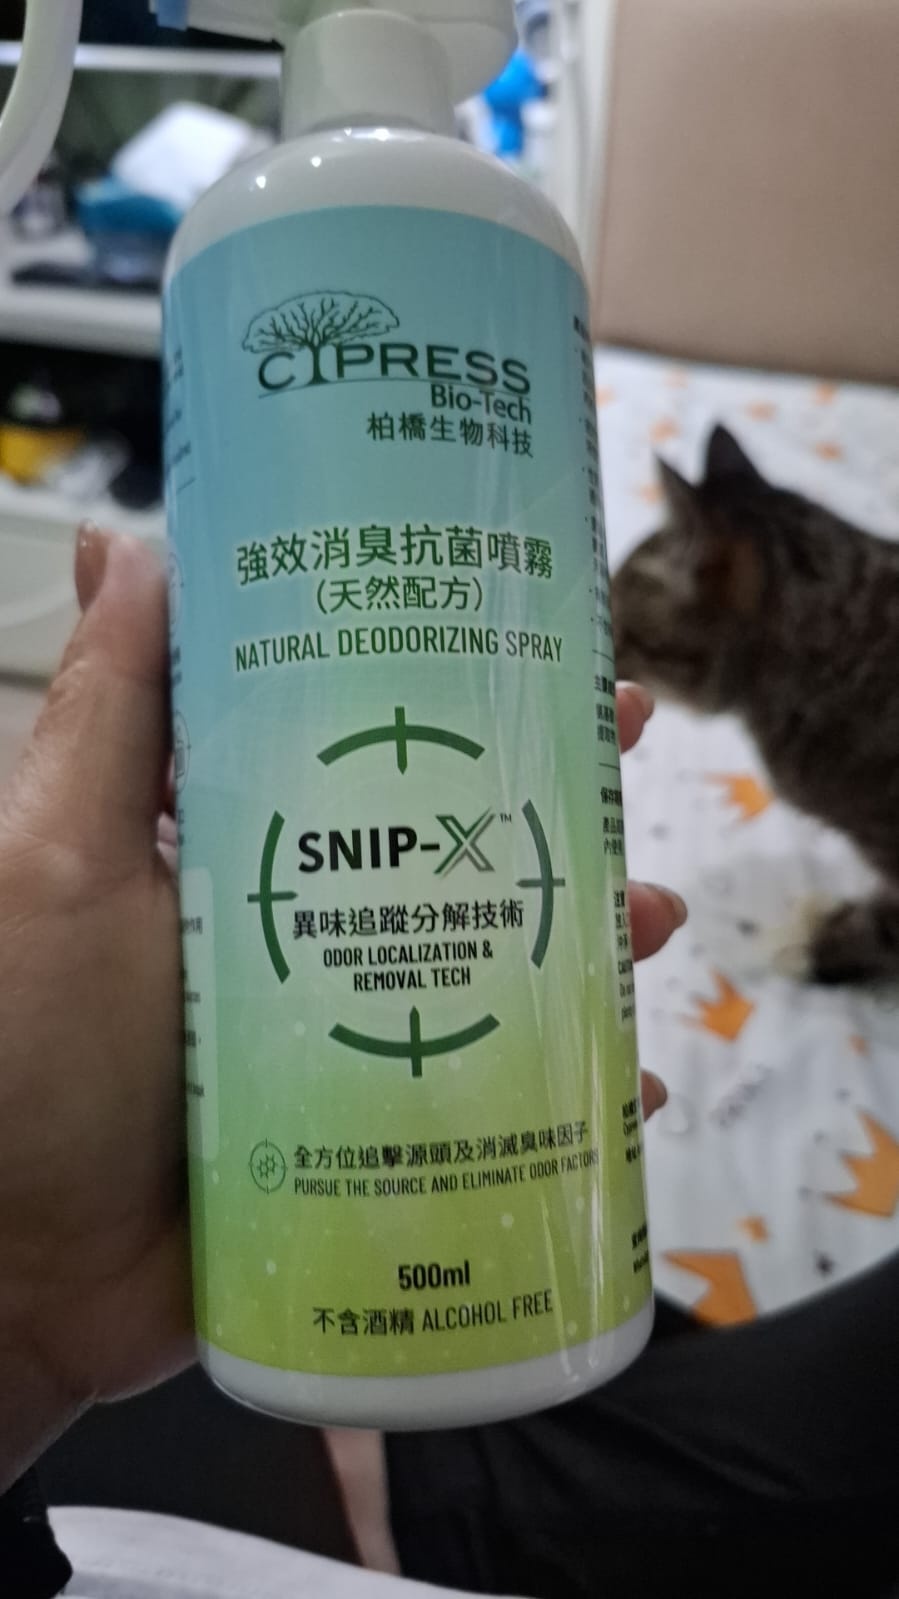 CYPRESS
Bio-Tech
柏橋生物科技
強效消臭抗菌噴霧
(天然配方)
NATURAL DEODORIZING SPRAY
SNIP-X™
異味追蹤分解技術
ODOR LOCALIZATION &
REMOVAL TECH
全方位追擊源頭及消滅臭味因子
PURSUE THE SOURCE AND ELIMINATE ODOR FACTORS
500ml
不含酒精 ALCOHOL FREE